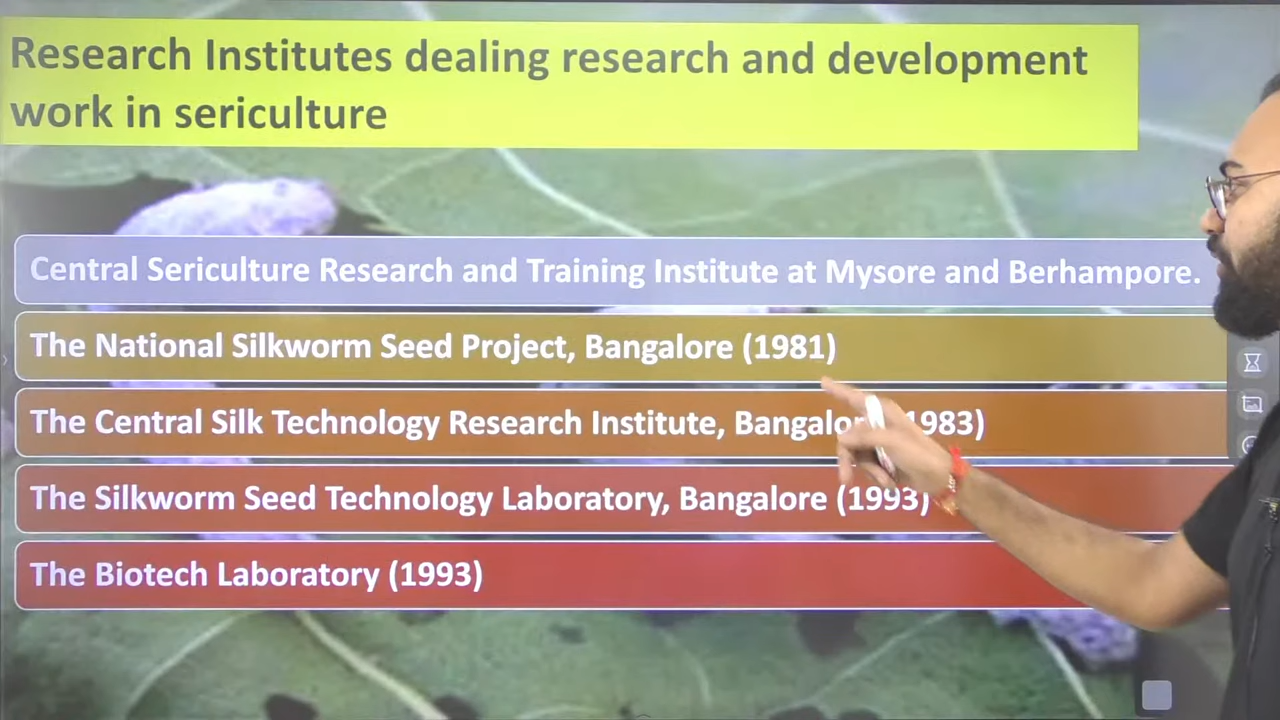 Research Institutes dealing research and development
work in sericulture
Central Sericulture Research and Training Institute at Mysore and Berhampore.
The National Silkworm Seed Project, Bangalore (1981)
The Central Silk Technology Research Institute, Bangalore (1983)
The Silkworm Seed Technology Laboratory, Bangalore (1993)
The Biotech Laboratory (1993)